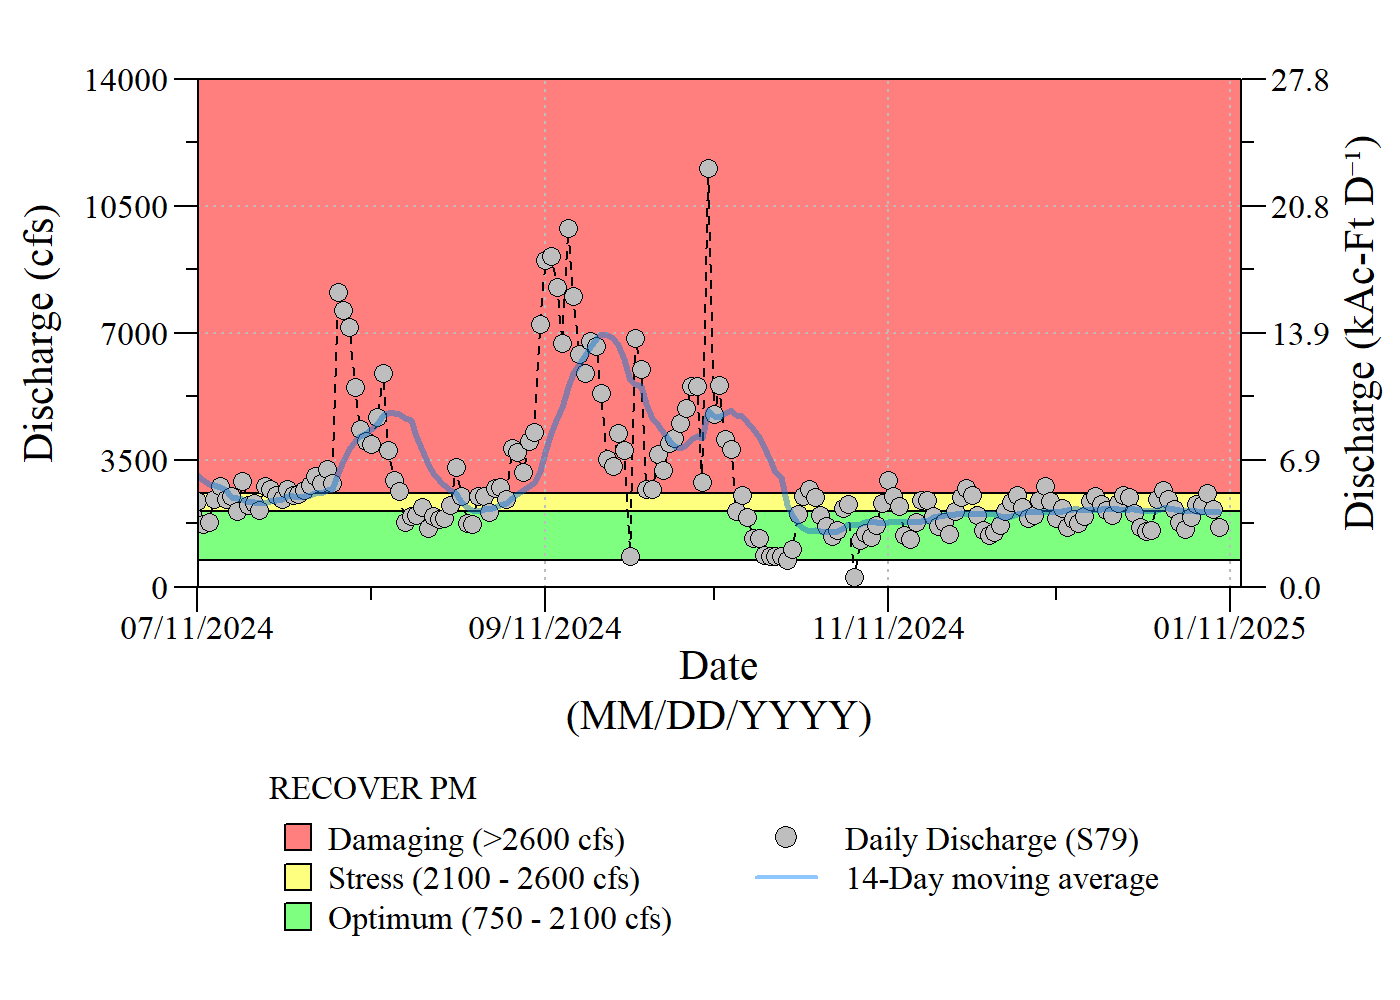 14000
10500
7000
3500
0
Discharge (cfs)
27.8
20.8
13.9
6.9
0.0
Discharge (kAc-Ft D⁻¹)
07/11/2024
09/11/2024
11/11/2024
01/11/2025
Date
(MM/DD/YYYY)
RECOVER PM
Damaging (>2600 cfs)
Stress (2100 - 2600 cfs)
Optimum (750 - 2100 cfs)
Daily Discharge (S79)
14-Day moving average